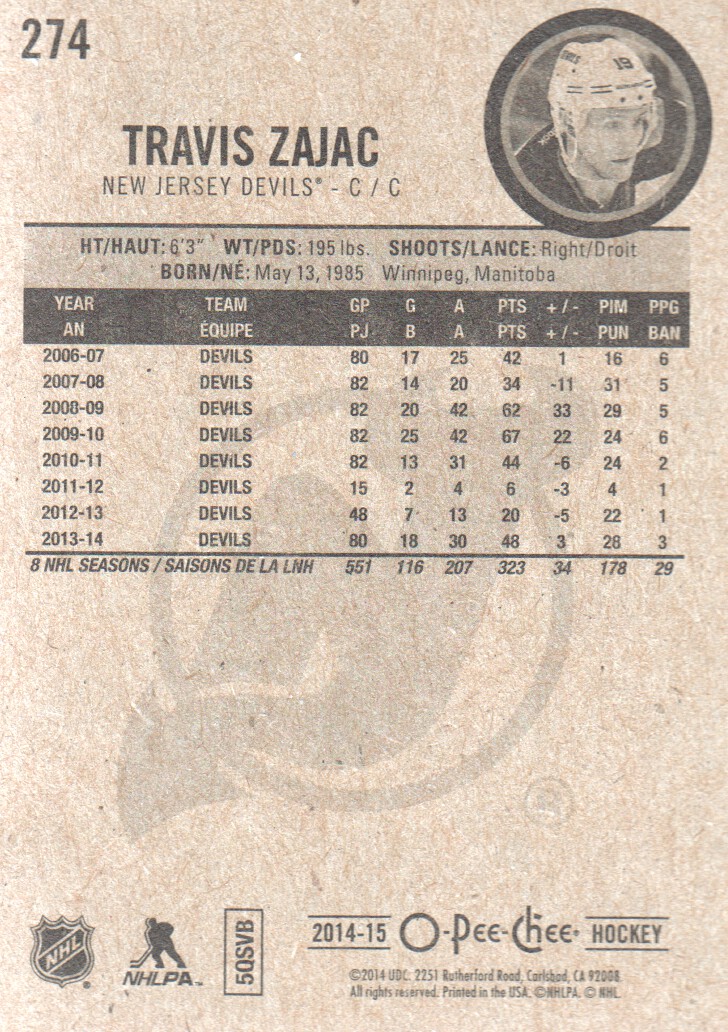 274
19
TRAVIS ZAJAC
NEW JERSEY DEVILS® - C / C
HT/HAUT: 6'3" WT/PDS: 195 lbs. SHOOTS/LANCE: Right/Droit
BORN/NÉ: May 13, 1985 Winnipeg, Manitoba
YEAR TEAM GP G A PTS +/- PIM PPG
AN ÉQUIPE PJ B A PTS +/- PUN BAN
2006-07 DEVILS 80 17 25 42 1 16 6
2007-08 DEVILS 82 14 20 34 -11 31 5
2008-09 DEVILS 82 20 42 62 33 29 5
2009-10 DEVILS 82 25 42 67 22 24 6
2010-11 DEVILS 82 13 31 44 -6 24 2
2011-12 DEVILS 15 2 4 6 -3 4 1
2012-13 DEVILS 48 7 13 20 -5 22 1
2013-14 DEVILS 80 18 30 48 3 28 3
8 NHL SEASONS / SAISONS DE LA LNH 551 116 207 323 34 178 29
NHL®
NHLPA™
5QSVB
2014-15 O-Pee-Chee® HOCKEY
©2014 UDC. 2251 Rutherford Road, Carlsbad, CA 92008.
All rights reserved. Printed in the USA. ©NHLPA. © NHL.